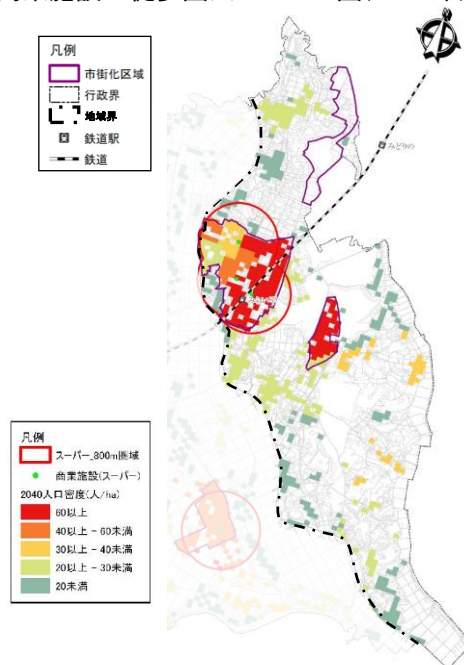 凡例
市街化区域
行政界
地域界
鉄道駅
鉄道
みどりの
凡例
スーパー_800m圏域
商業施設(スーパー)
2040人口密度(人/ha)
60以上
40以上 - 60未満
30以上 - 40未満
20以上 - 30未満
20未満